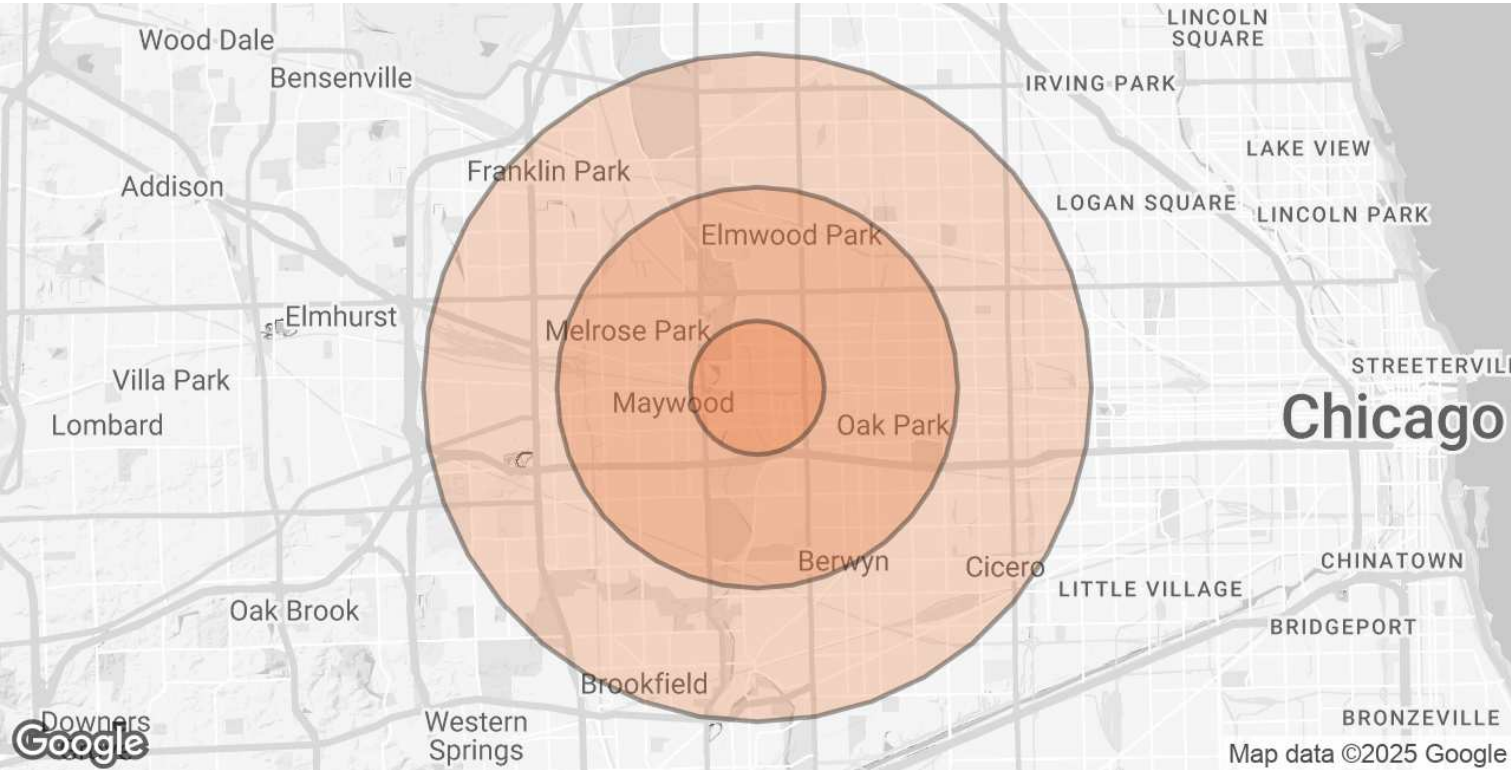 LINCOLN
SQUARE
Wood Dale
Bensenville
IRVING PARK
LAKE VIEW
Franklin Park
Addison
LOGAN SQUARE
LINCOLN PARK
Elmwood Park
Elmhurst
Melrose Park
STREETERVILL
Villa Park
Maywood
Lombard
Oak Park
Chicago
Berwyn
Cicero
CHINATOWN
LITTLE VILLAGE
Oak Brook
BRIDGEPORT
Brookfield
BRONZEVILLE
Downers
Western
Springs
Google
Map data ©2025 Google